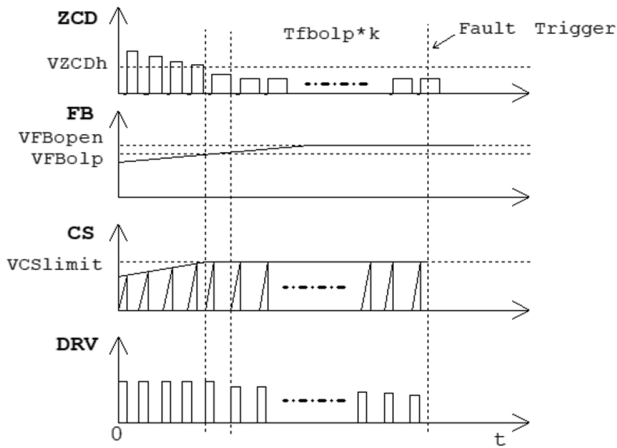 ZCD
Tfbolp*k
Fault Trigger
VZCDh
FB
VFBopen
VFBolp
CS
VCSlimit
DRV
0
t